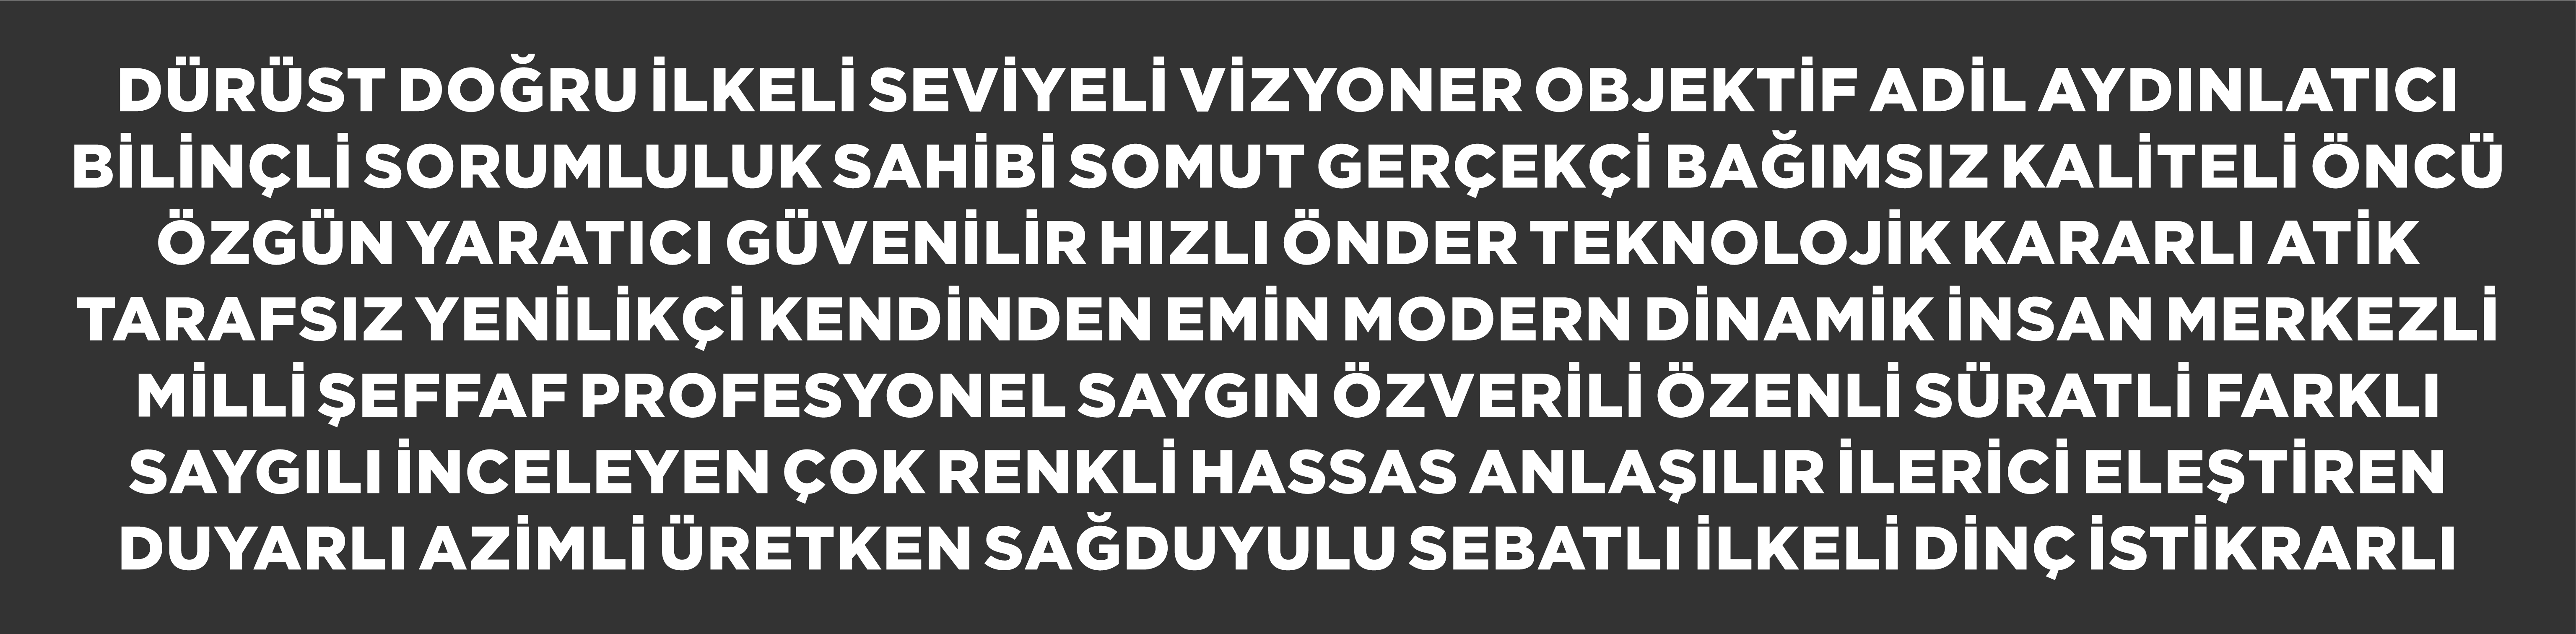 DÜRÜST DOĞRU İLKELİ SEVİYELİ VİZYONER OBJEKTİF ADİL AYDINLATICI
BİLİNÇLİ SORUMLULUK SAHİBİ SOMUT GERÇEKÇİ BAĞIMSIZ KALİTELİ ÖNCÜ
ÖZGÜN YARATICI GÜVENİLİR HIZLI ÖNDER TEKNOLOJİK KARARLI ATİK
TARAFSIZ YENİLİKÇİ KENDİNDEN EMİN MODERN DİNAMİK İNSAN MERKEZLİ
MİLLİ ŞEFFAF PROFESYONEL SAYGIN ÖZVERİLİ ÖZENLİ SÜRATLİ FARKLI
SAYGILI İNCELEYEN ÇOK RENKLİ HASSAS ANLAŞILIR İLERİCİ ELEŞTİREN
DUYARLI AZİMLİ ÜRETKEN SAĞDUYULU SEBATLI İLKELİ DİNÇ İSTİKRARLI